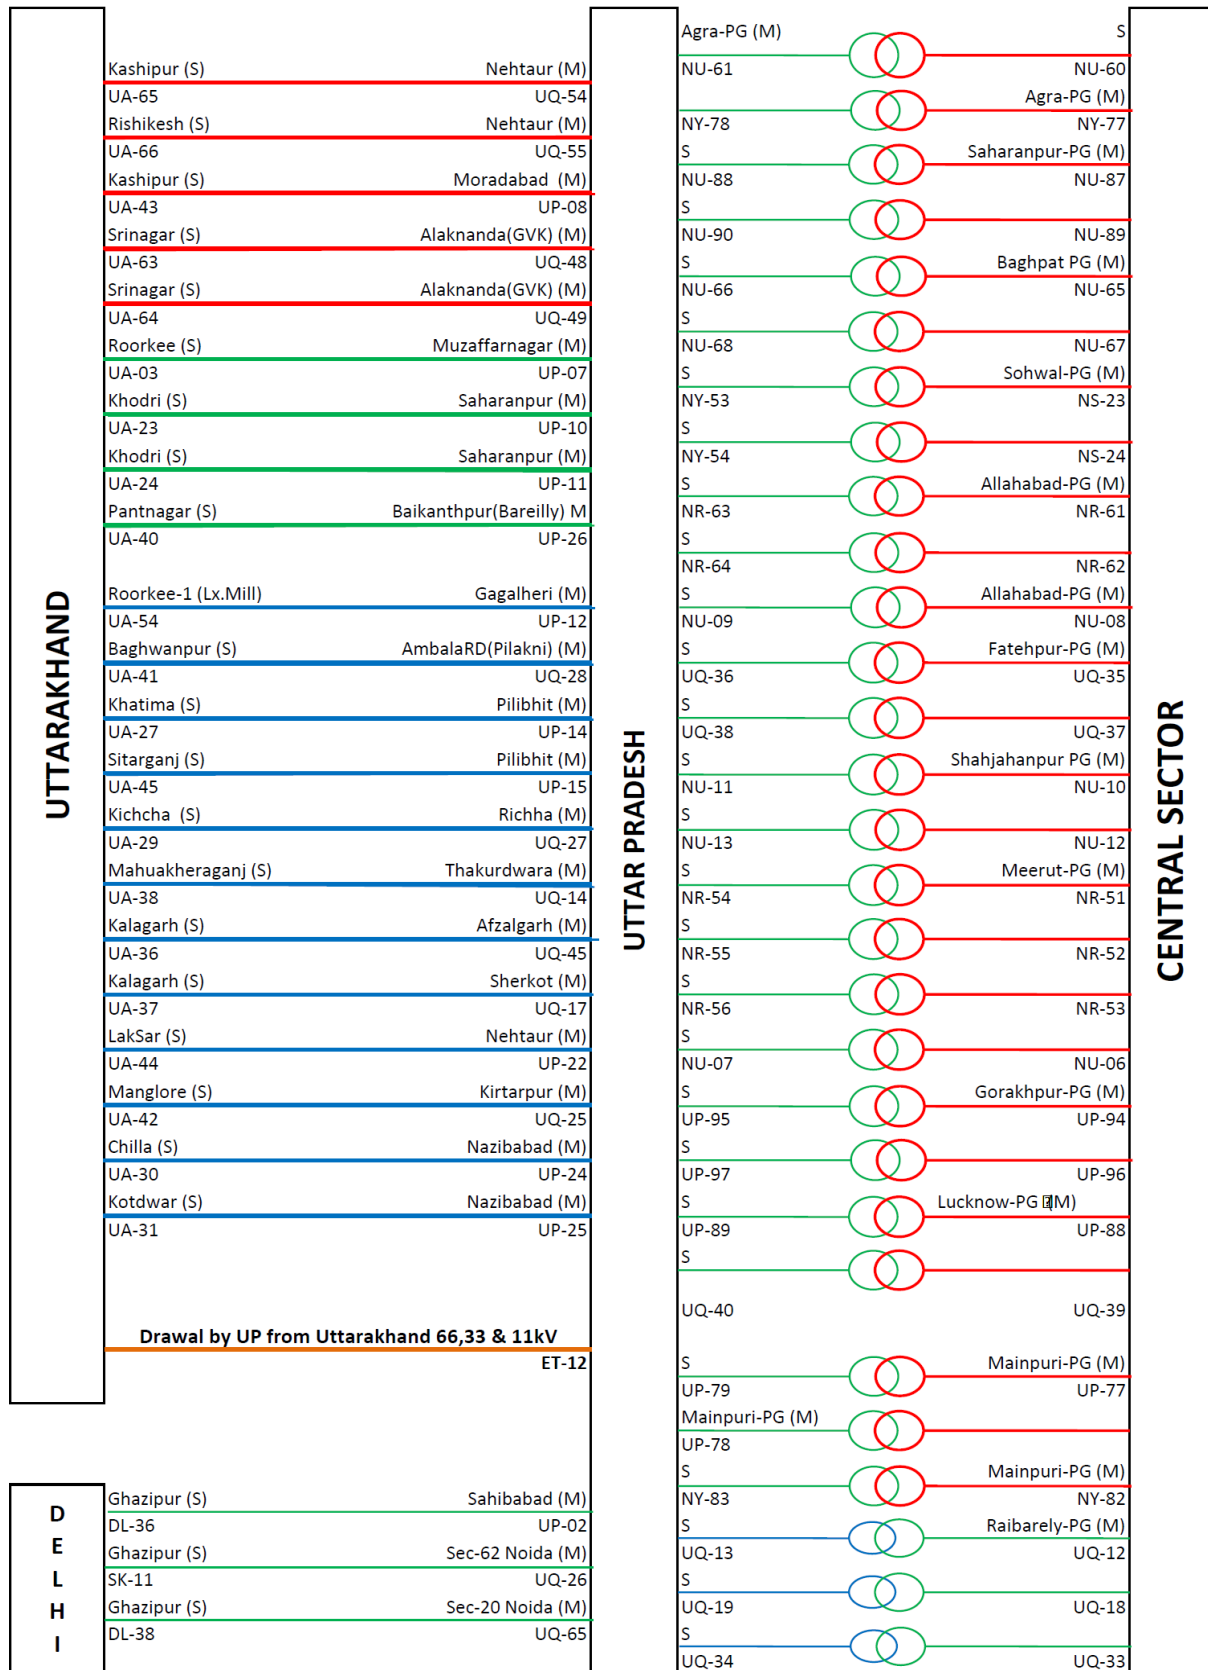 UTTARAKHAND
Kashipur (S) Nehtaur (M)
UA-65 UQ-54
Rishikesh (S) Nehtaur (M)
UA-66 UQ-55
Kashipur (S) Moradabad (M)
UA-43 UP-08
Srinagar (S) Alaknanda(GVK) (M)
UA-63 UQ-48
Srinagar (S) Alaknanda(GVK) (M)
UA-64 UQ-49
Roorkee (S) Muzaffarnagar (M)
UA-03 UP-07
Khodri (S) Saharanpur (M)
UA-23 UP-10
Khodri (S) Saharanpur (M)
UA-24 UP-11
Pantnagar (S) Baikanthpur(Bareilly) M
UA-40 UP-26
Roorkee-1 (Lx.Mill) Gagalheri (M)
UA-54 UP-12
Baghwanpur (S) AmbalaRD(Pilakni) (M)
UA-41 UQ-28
Khatima (S) Pilibhit (M)
UA-27 UP-14
Sitarganj (S) Pilibhit (M)
UA-45 UP-15
Kichcha (S) Richha (M)
UA-29 UQ-27
Mahuakheraganj (S) Thakurdwara (M)
UA-38 UQ-14
Kalagarh (S) Afzalgarh (M)
UA-36 UQ-45
Kalagarh (S) Sherkot (M)
UA-37 UQ-17
LakSar (S) Nehtaur (M)
UA-44 UP-22
Manglore (S) Kirtarpur (M)
UA-42 UQ-25
Chilla (S) Nazibabad (M)
UA-30 UP-24
Kotdwar (S) Nazibabad (M)
UA-31 UP-25
Drawal by UP from Uttarakhand 66,33 & 11kV
ET-12
DELHI
Ghazipur (S) Sahibabad (M)
DL-36 UP-02
Ghazipur (S) Sec-62 Noida (M)
SK-11 UQ-26
Ghazipur (S) Sec-20 Noida (M)
DL-38 UQ-65
UTTAR PRADESH
Agra-PG (M) S
NU-61 NU-60
Agra-PG (M)
NY-78 NY-77
S Saharanpur-PG (M)
NU-88 NU-87
S
NU-90 NU-89
S Baghpat PG (M)
NU-66 NU-65
S
NU-68 NU-67
S Sohwal-PG (M)
NY-53 NS-23
S
NY-54 NS-24
S Allahabad-PG (M)
NR-63 NR-61
S
NR-64 NR-62
S Allahabad-PG (M)
NU-09 NU-08
S Fatehpur-PG (M)
UQ-36 UQ-35
S
UQ-38 UQ-37
S Shahjahanpur PG (M)
NU-11 NU-10
S
NU-13 NU-12
S Meerut-PG (M)
NR-54 NR-51
S
NR-55 NR-52
S
NR-56 NR-53
S
NU-07 NU-06
S Gorakhpur-PG (M)
UP-95 UP-94
S
UP-97 UP-96
S Lucknow-PG (M)
UP-89 UP-88
S
UQ-40 UQ-39
S Mainpuri-PG (M)
UP-79 UP-77
Mainpuri-PG (M)
UP-78
S Mainpuri-PG (M)
NY-83 NY-82
S Raibarely-PG (M)
UQ-13 UQ-12
S
UQ-19 UQ-18
S
UQ-34 UQ-33
CENTRAL SECTOR